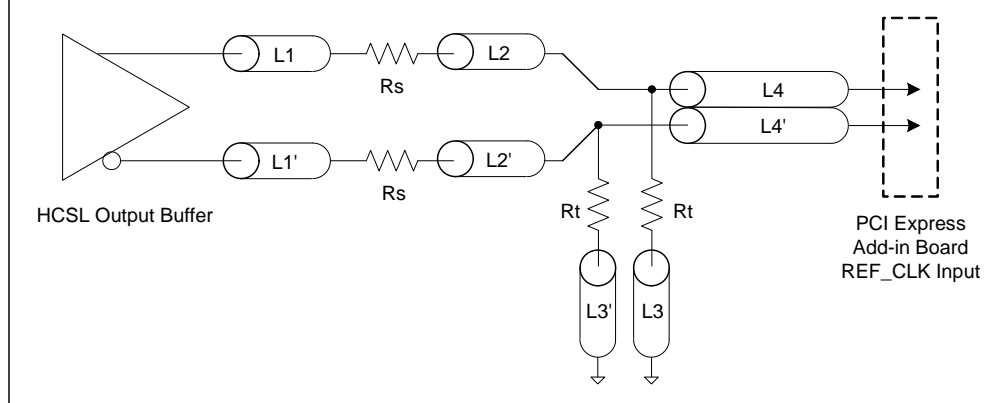 L1
Rs
L2
L4
L4'
L1'
Rs
L2'
HCSL Output Buffer
Rt
Rt
L3'
L3
PCI Express
Add-in Board
REF_CLK Input